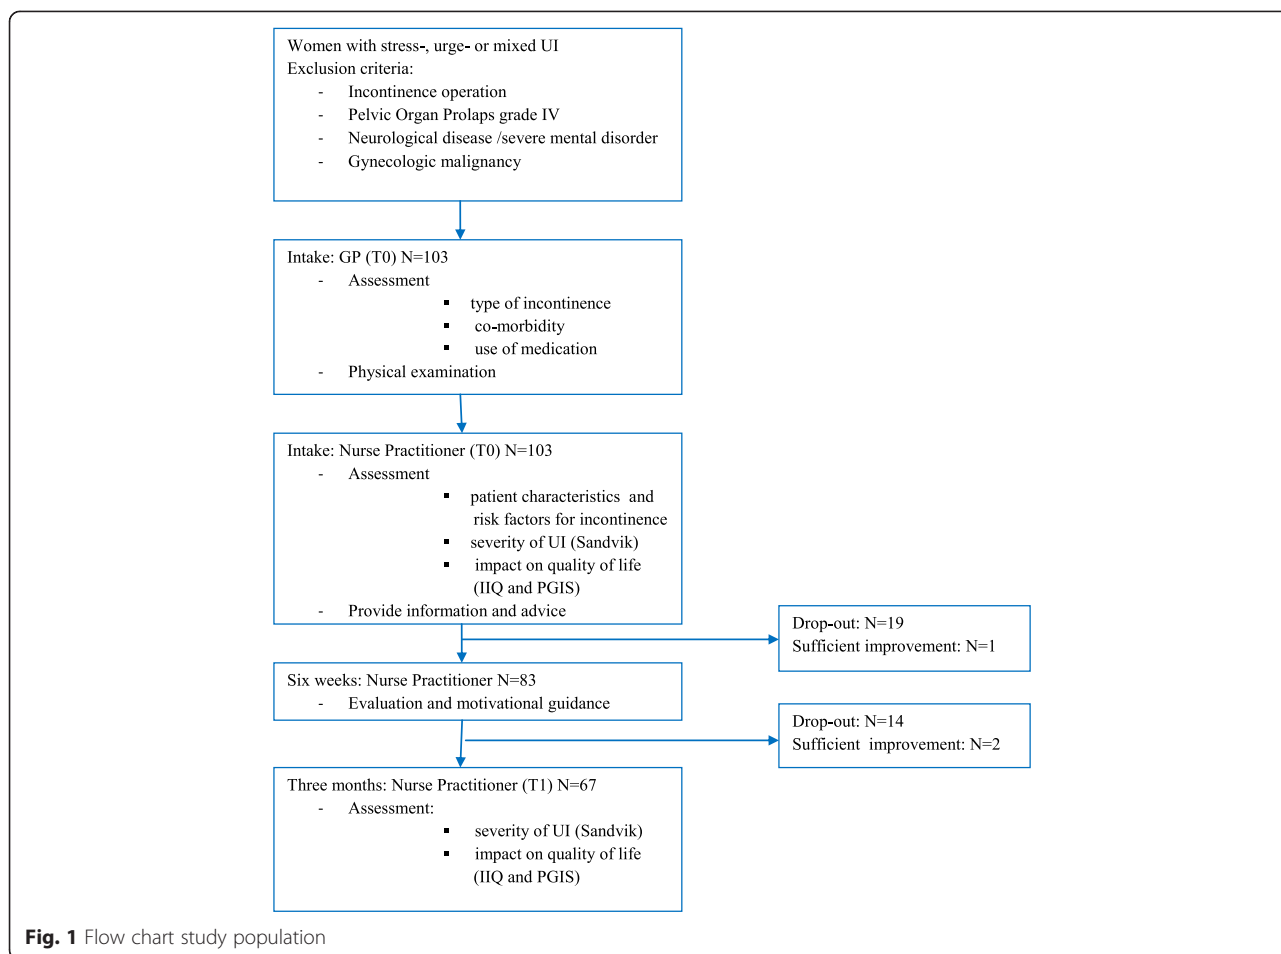 Women with stress-, urge- or mixed UI
Exclusion criteria:
- Incontinence operation
- Pelvic Organ Prolaps grade IV
- Neurological disease /severe mental disorder
- Gynecologic malignancy
Intake: GP (T0) N=103
- Assessment
▪ type of incontinence
▪ co-morbidity
▪ use of medication
- Physical examination
Intake: Nurse Practitioner (T0) N=103
- Assessment
▪ patient characteristics and
risk factors for incontinence
▪ severity of UI (Sandvik)
▪ impact on quality of life
(IIQ and PGIS)
- Provide information and advice
Drop-out: N=19
Sufficient improvement: N=1
Six weeks: Nurse Practitioner N=83
- Evaluation and motivational guidance
Drop-out: N=14
Sufficient improvement: N=2
Three months: Nurse Practitioner (T1) N=67
- Assessment:
▪ severity of UI (Sandvik)
▪ impact on quality of life
(IIQ and PGIS)
Fig. 1 Flow chart study population